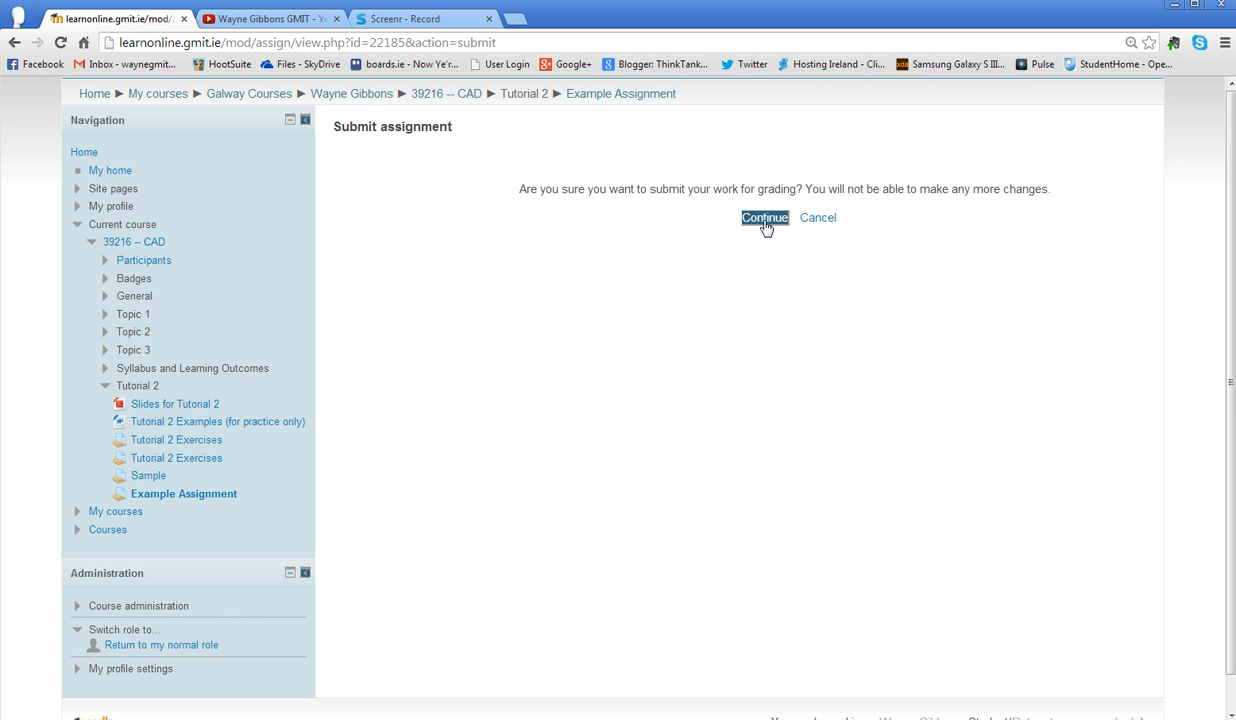 learnonline.gmit.ie/mod/a
Wayne Gibbons GMIT - Y
Screenr - Record
learnonline.gmit.ie/mod/assign/view.php?id=22185&action=submit
Facebook Inbox - waynegmit... HootSuite Files - SkyDrive boards.ie - Now Ye'r... User Login Google+ Blogger: ThinkTank... Twitter Hosting Ireland - Cli... Samsung Galaxy S III... Pulse StudentHome - Ope...
Home ► My courses ► Galway Courses ► Wayne Gibbons ► 39216 -- CAD ► Tutorial 2 ► Example Assignment
Navigation
Home
My home
Site pages
My profile
Current course
39216 -- CAD
Participants
Badges
General
Topic 1
Topic 2
Topic 3
Syllabus and Learning Outcomes
Tutorial 2
Slides for Tutorial 2
Tutorial 2 Examples (for practice only)
Tutorial 2 Exercises
Tutorial 2 Exercises
Sample
Example Assignment
My courses
Courses
Administration
Course administration
Switch role to...
Return to my normal role
My profile settings
Submit assignment
Are you sure you want to submit your work for grading? You will not be able to make any more changes.
Continue Cancel